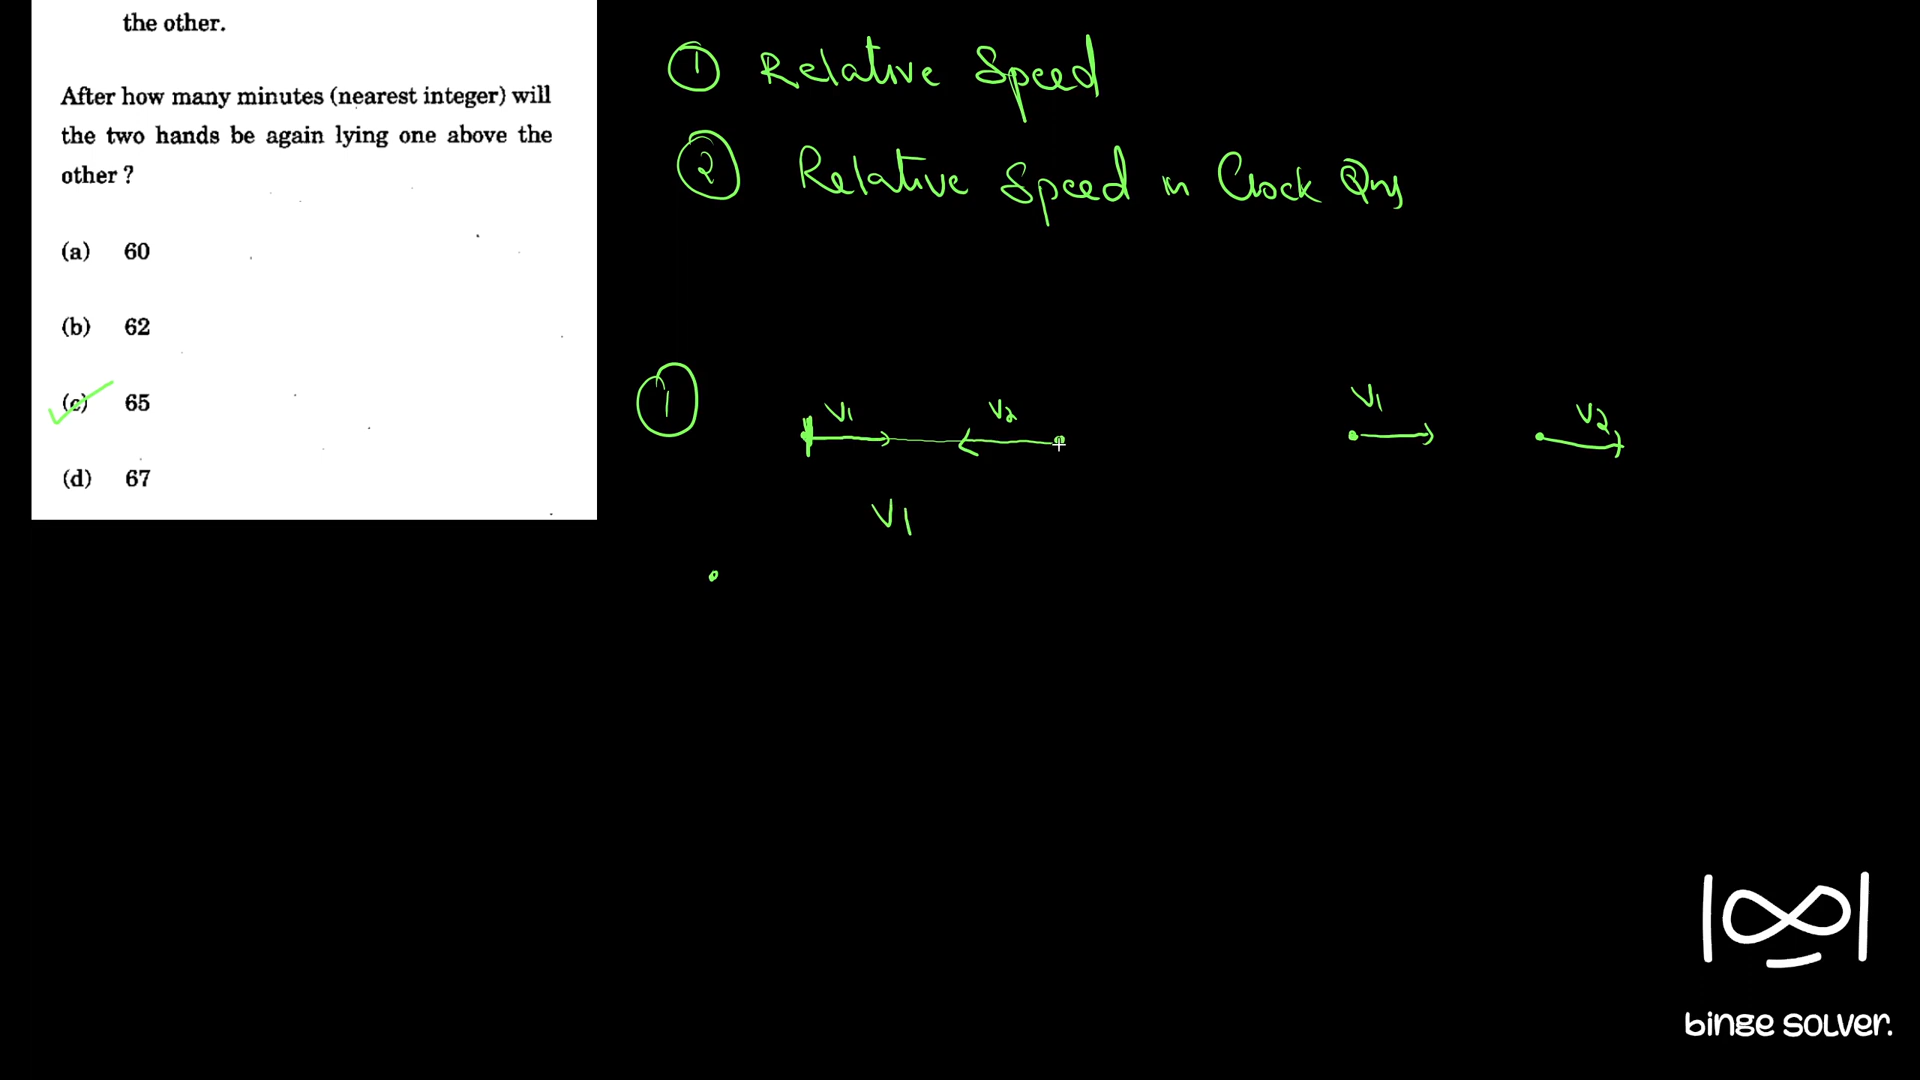 the other.
After how many minutes (nearest integer) will
the two hands be again lying one above the
other ?
(a) 60
(b) 62
(c) 65
(d) 67
1 Relative Speed
2 Relative Speed in Clock Qns
1
V1 V2
V1 V2
V1
binge solver.